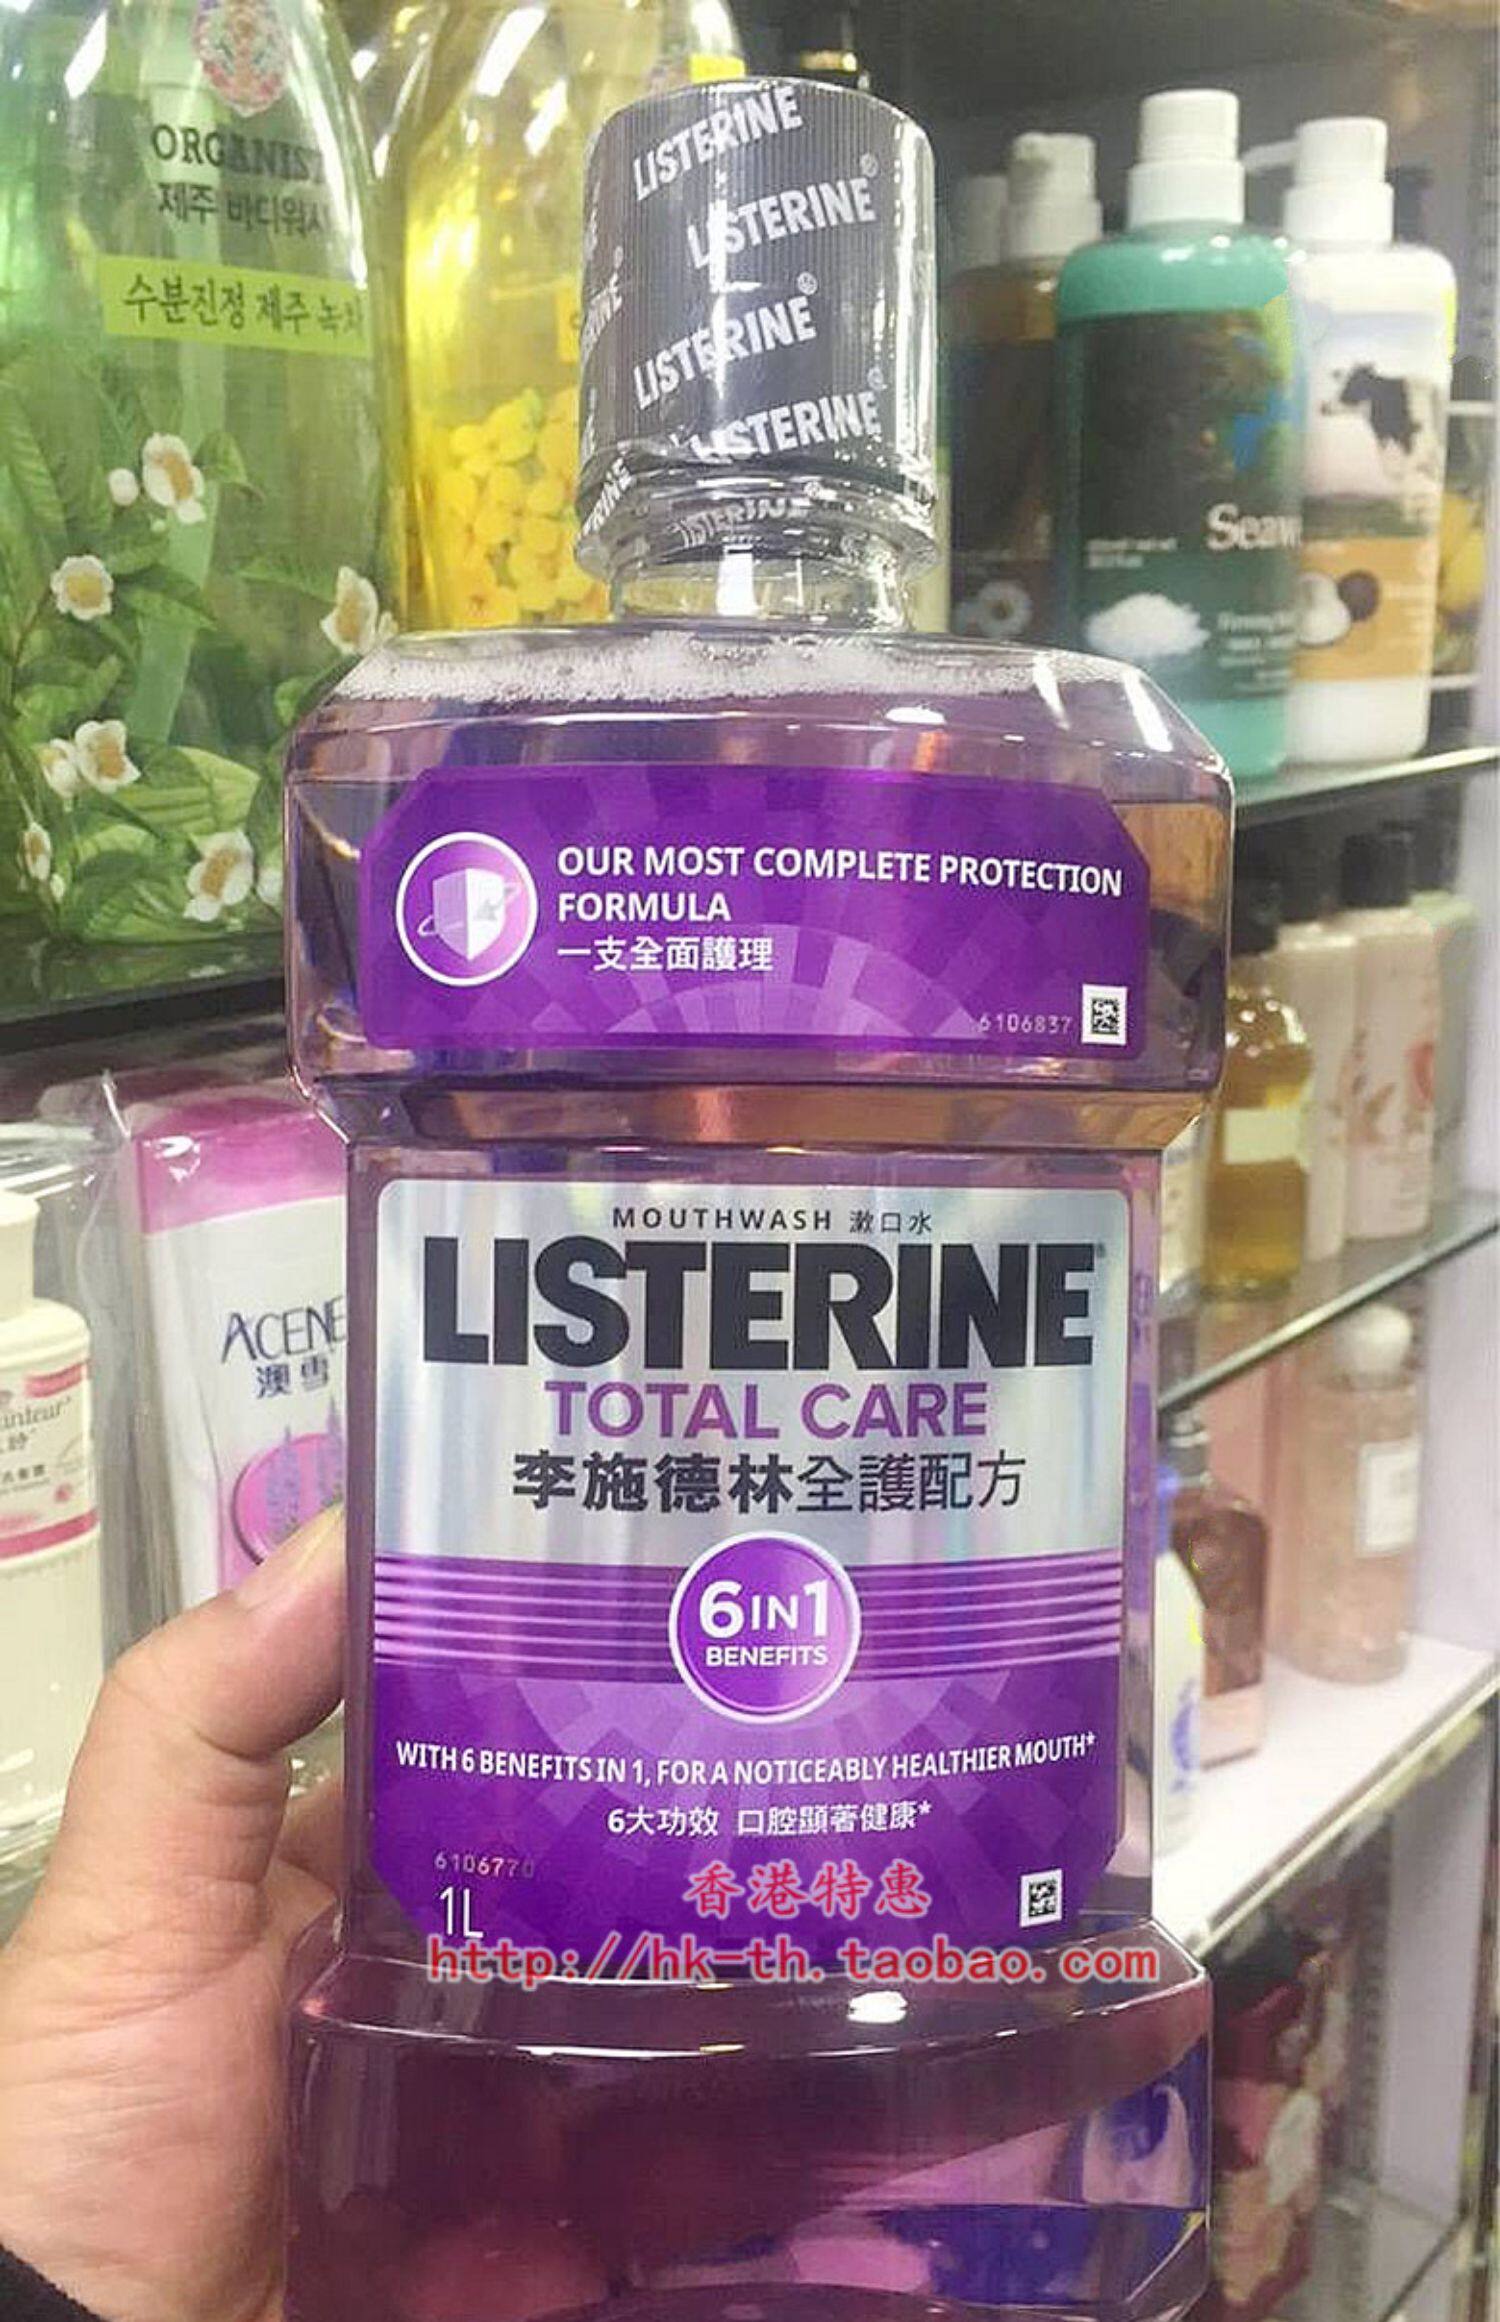 ORGANIST
제주 바디워시
수분진정 제주 녹차
LISTERINE
LISTERINE®
LISTERINE®
LISTERINE
LISTERINE
OUR MOST COMPLETE PROTECTION
FORMULA
一支全面護理
6106837
MOUTHWASH 漱口水
LISTERINE®
TOTAL CARE
李施德林全護配方
6 IN 1
BENEFITS
WITH 6 BENEFITS IN 1, FOR A NOTICEABLY HEALTHIER MOUTH*
6大功效 口腔顯著健康*
6106770
1L
香港特惠
http://hk-th.taobao.com
ACENE
澳雪